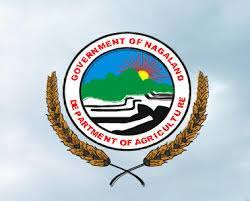 GOVERNMENT OF NAGALAND
DEPARTMENT OF AGRICULTURE